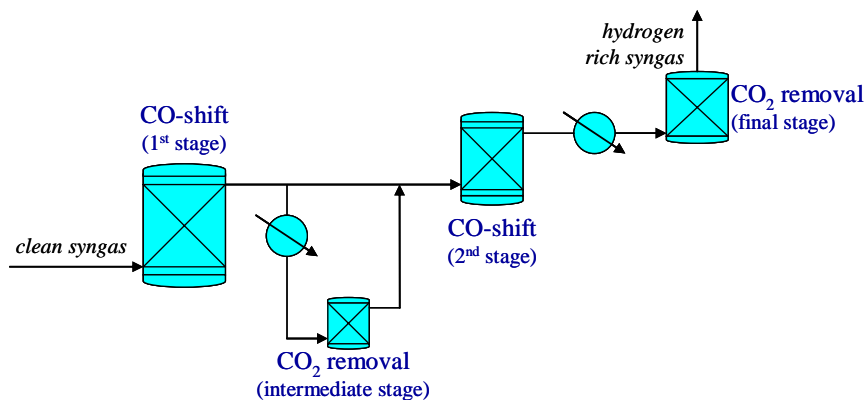 clean syngas
CO-shift
(1st stage)
CO2 removal
(intermediate stage)
CO-shift
(2nd stage)
hydrogen
rich syngas
CO2 removal
(final stage)